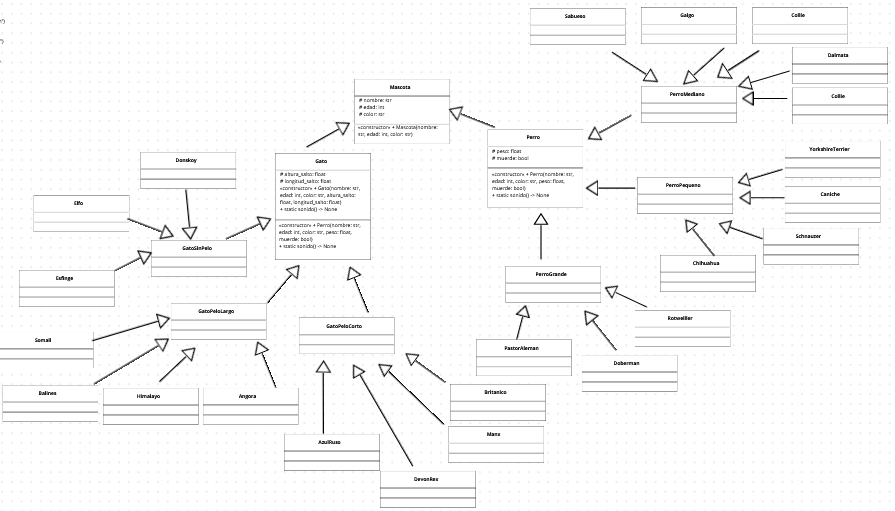 Sabueso
Galgo
Collie
Dalmata
Collie
PerroMediano
Mascota
# nombre: str
# edad: int
# color: str
«constructor» + Mascota(nombre:
str, edad: int, color: str)
Perro
# peso: float
# muerde: bool
«constructor» + Perro(nombre: str,
edad: int, color: str, peso: float,
muerde: bool)
+ static sonido() -> None
YorkshireTerrier
PerroPequeno
Caniche
Schnauzer
Chihuahua
Gato
# altura_salto: float
# longitud_salto: float
«constructor» + Gato(nombre: str,
edad: int, color: str, altura_salto:
float, longitud_salto: float)
+ static sonido() -> None
«constructor» + Perro(nombre: str,
edad: int, color: str, peso: float,
muerde: bool)
+ static sonido() -> None
Donskoy
Elfo
GatoSinPelo
Esfinge
PerroGrande
GatoPeloLargo
GatoPeloCorto
Rotweiller
Somali
PastorAleman
Doberman
Balines
Himalayo
Angora
Britanico
AzulRuso
Manx
DevonRex